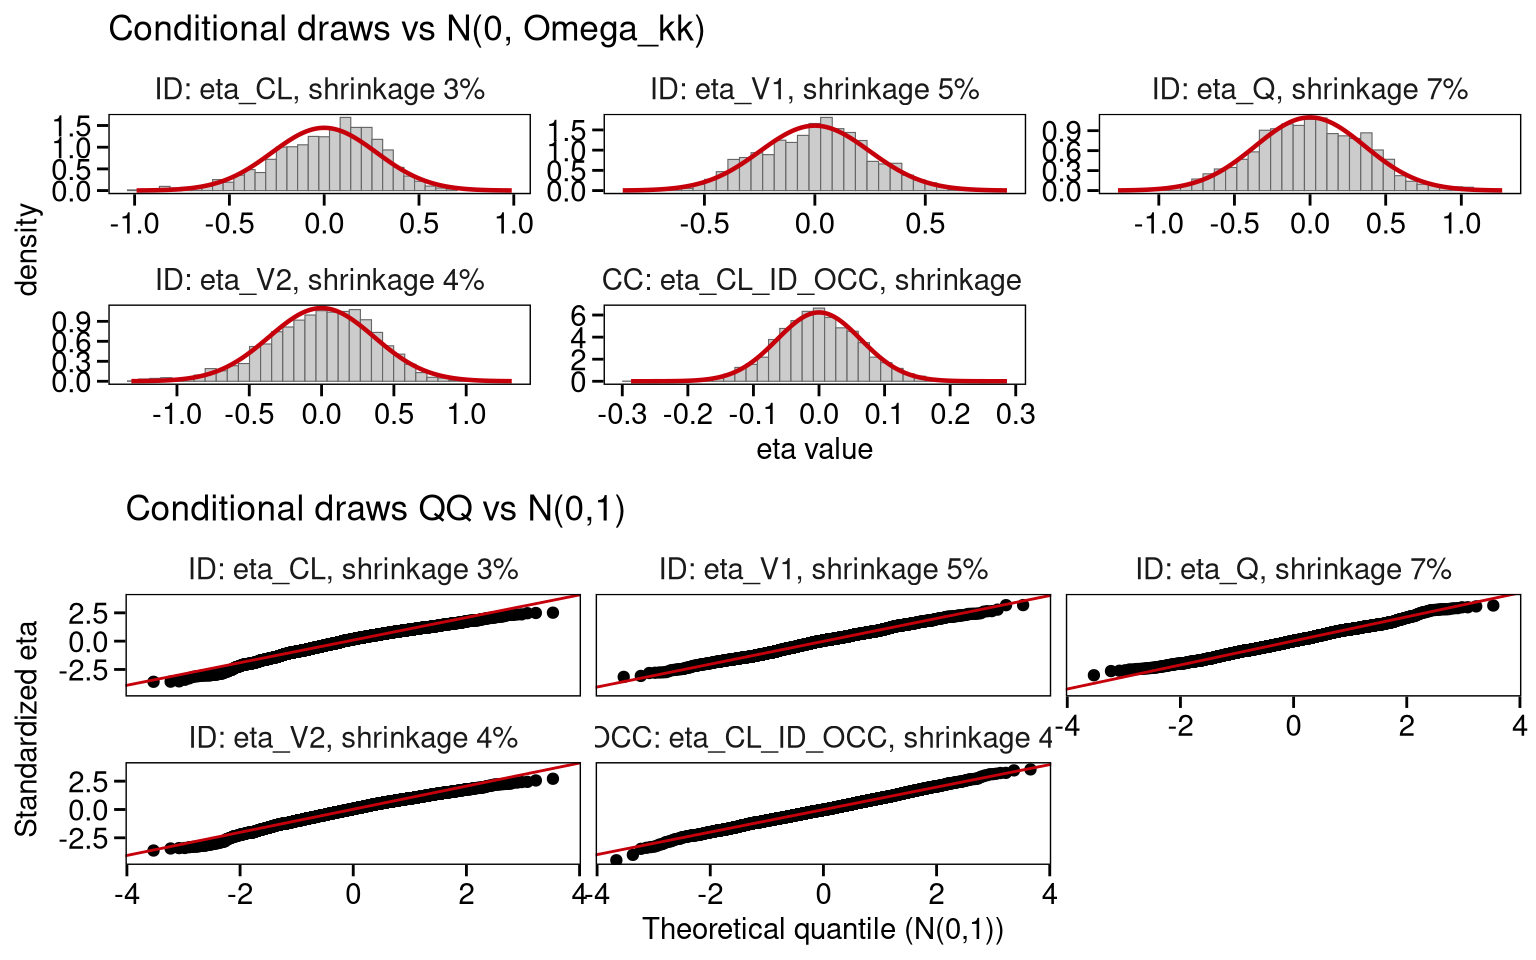 Conditional draws vs N(0, Omega_kk)
ID: eta_CL, shrinkage 3%
ID: eta_V1, shrinkage 5%
ID: eta_Q, shrinkage 7%
1.5
1.0
0.5
0.0
-1.0 -0.5 0.0 0.5 1.0
1.5
1.0
0.5
0.0
-0.5 0.0 0.5
0.9
0.6
0.3
0.0
-1.0 -0.5 0.0 0.5 1.0
density
ID: eta_V2, shrinkage 4%
CC: eta_CL_ID_OCC, shrinkage
0.9
0.6
0.3
0.0
-1.0 -0.5 0.0 0.5 1.0
6
4
2
0
-0.3 -0.2 -0.1 0.0 0.1 0.2 0.3
eta value
Conditional draws QQ vs N(0,1)
ID: eta_CL, shrinkage 3%
ID: eta_V1, shrinkage 5%
ID: eta_Q, shrinkage 7%
2.5
0.0
-2.5
-4 -2 0 2 4
Standardized eta
ID: eta_V2, shrinkage 4%
OCC: eta_CL_ID_OCC, shrinkage 4
2.5
0.0
-2.5
-4 -2 0 2 4
-4 -2 0 2 4
Theoretical quantile (N(0,1))